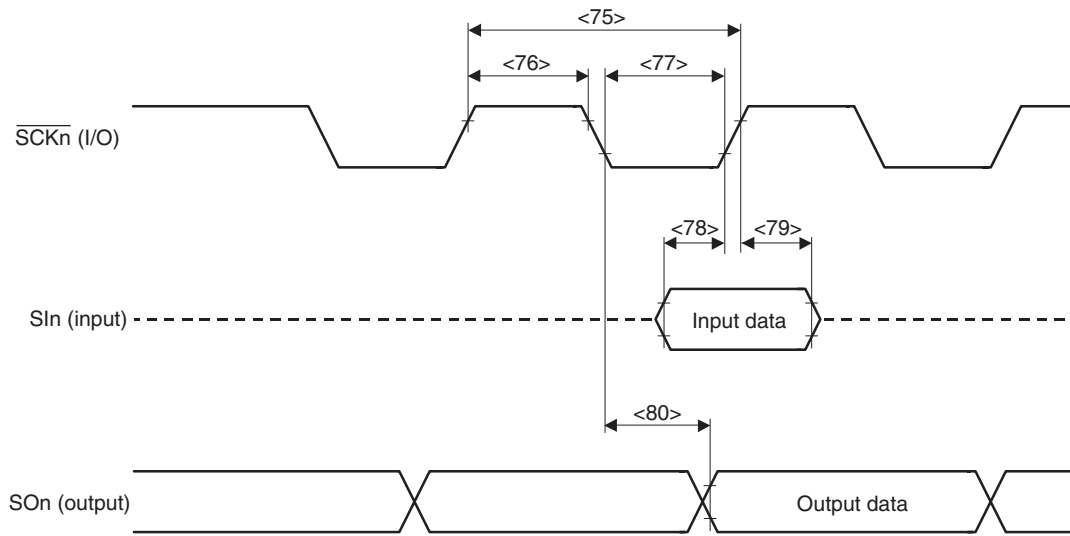 <75>
<76> <77>
SCKn (I/O)
<78> <79>
SIn (input) Input data
<80>
SOn (output) Output data